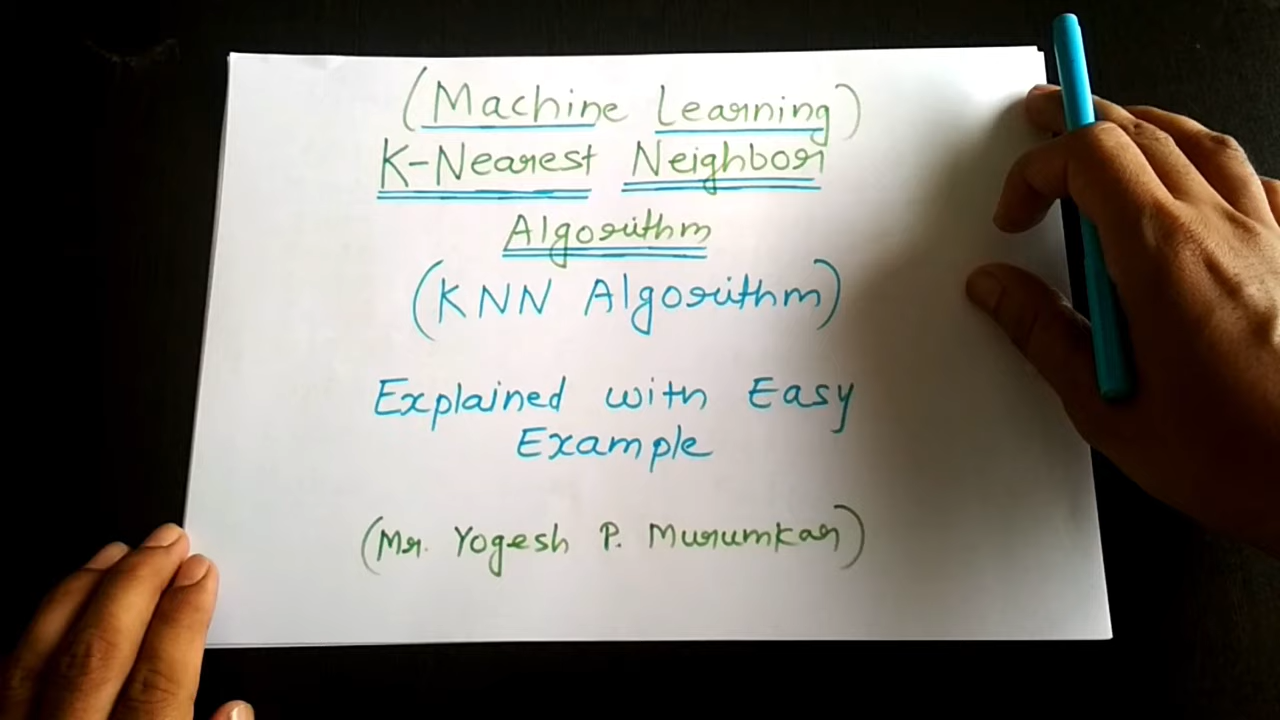 (Machine Learning)
K-Nearest Neighbor
Algorithm
(KNN Algorithm)
Explained with Easy
Example
(Mr. Yogesh P. Murumkar)